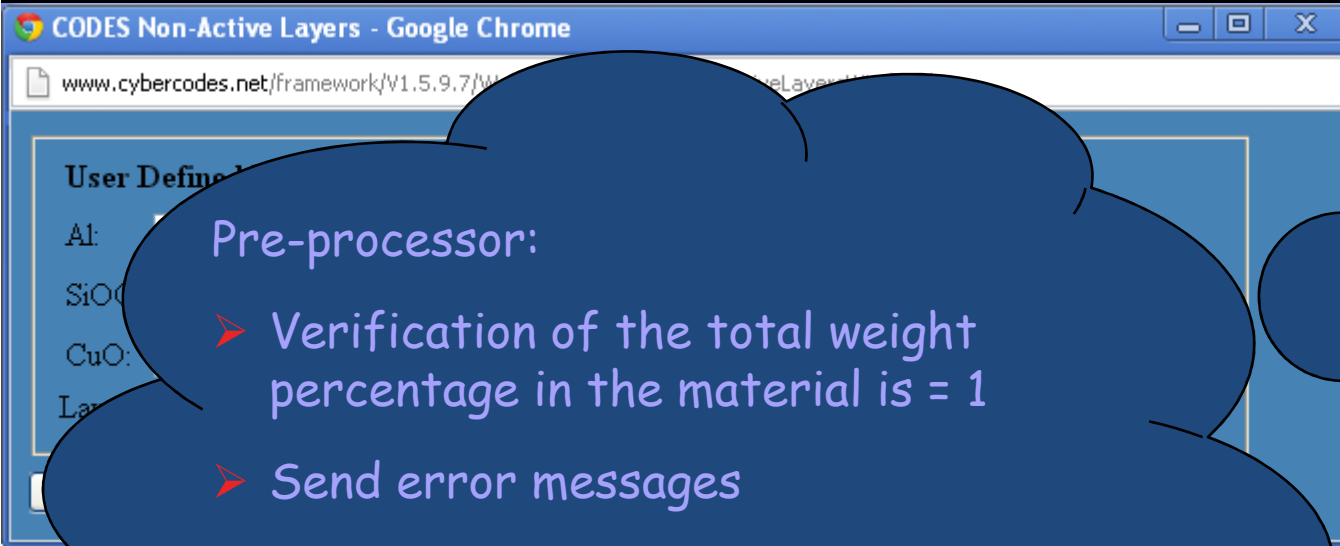 CODES Non-Active Layers - Google Chrome
www.cybercodes.net/framework/V1.5.9.7/
User
Al:
CuO:
Pre-processor:
➢ Verification of the total weight
percentage in the material is = 1
➢ Send error messages